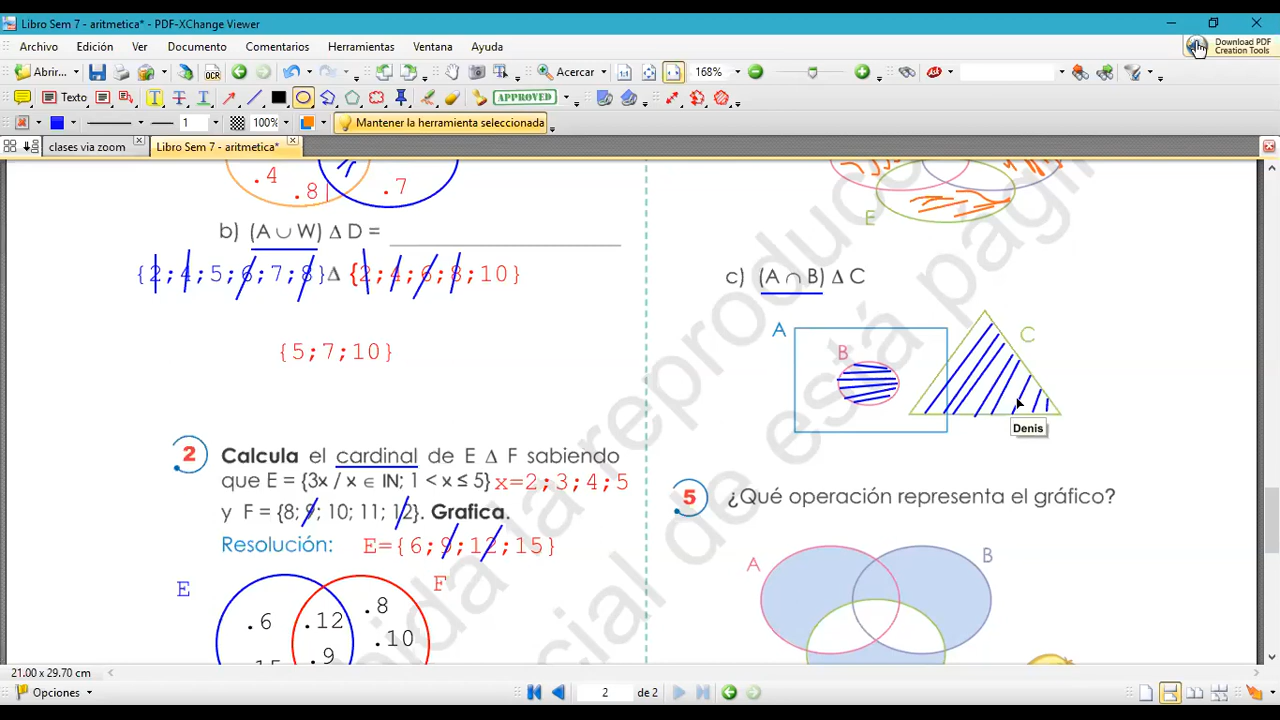 Libro Sem 7 - aritmetica* - PDF-XChange Viewer
Archivo Edición Ver Documento Comentarios Herramientas Ventana Ayuda
Download PDF
Creation Tools
Abrir... OCR Acercar 168%
Texto APPROVED
1 100% Mantener la herramienta seleccionada
clases via zoom Libro Sem 7 - aritmetica*
.4 .8 .7
b) (A ∪ W) Δ D =
{2;4;5;6;7;8}Δ {2;4;6;8;10}
{5;7;10}
2 Calcula el cardinal de E Δ F sabiendo
que E = {3x / x ∈ IN; 1 < x ≤ 5} x=2;3;4;5
y F = {8; 9; 10; 11; 12}. Grafica.
Resolución: E={6;9;12;15}
E F
.6 .12 .8
.10
.9
15
E
c) (A ∩ B) Δ C
A B C
Denis
5 ¿Qué operación representa el gráfico?
A B
21.00 x 29.70 cm
Opciones 2 de 2